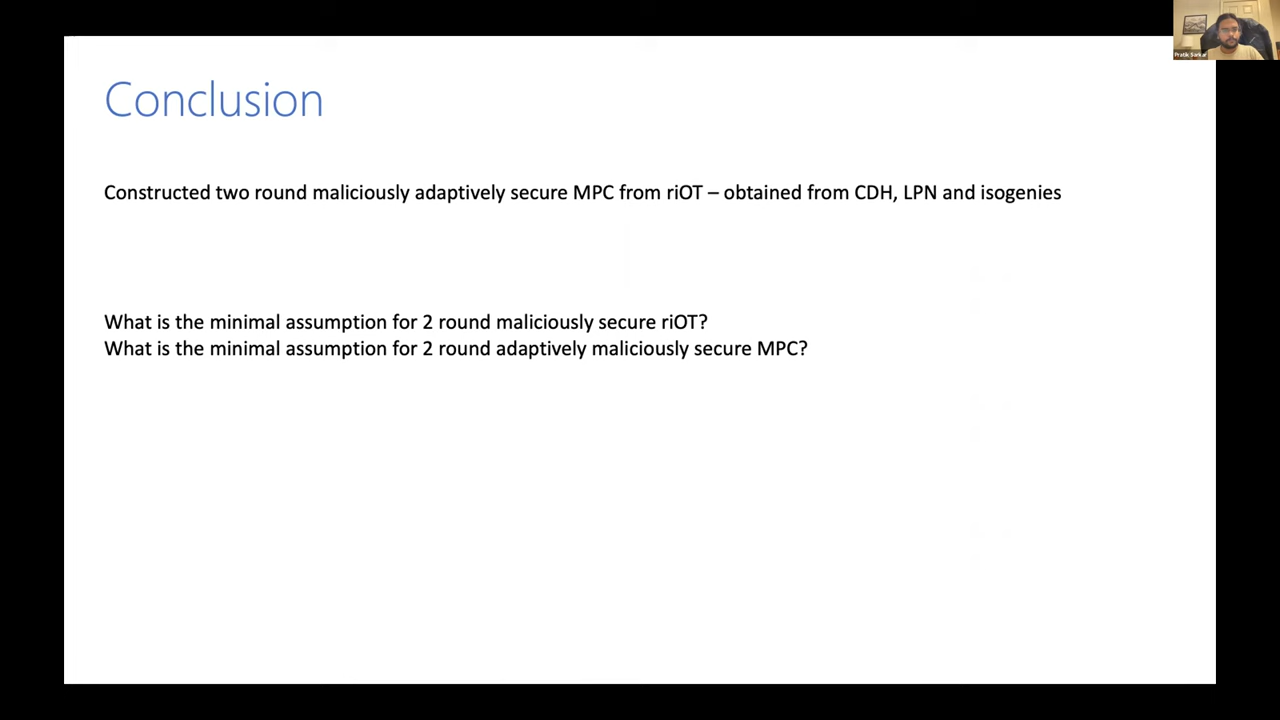 Pratik Sarkar
Conclusion
Constructed two round maliciously adaptively secure MPC from riOT – obtained from CDH, LPN and isogenies
What is the minimal assumption for 2 round maliciously secure riOT?
What is the minimal assumption for 2 round adaptively maliciously secure MPC?